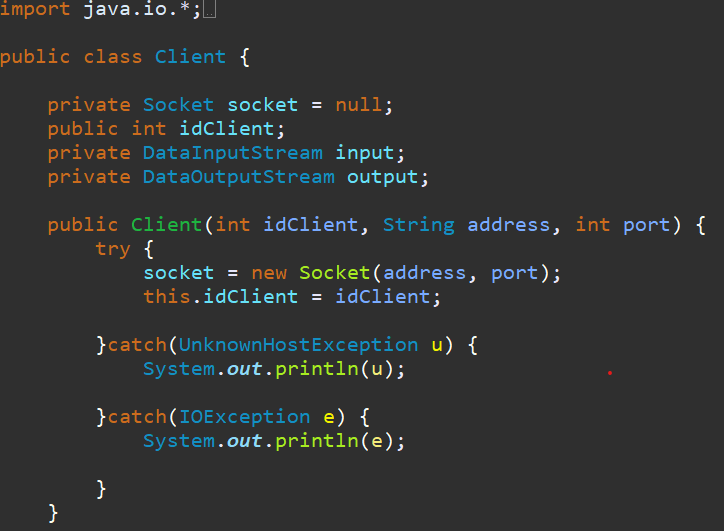 import java.io.*;
public class Client {
    private Socket socket = null;
    public int idClient;
    private DataInputStream input;
    private DataOutputStream output;
    public Client(int idClient, String address, int port) {
        try {
            socket = new Socket(address, port);
            this.idClient = idClient;
        }catch(UnknownHostException u) {
            System.out.println(u);
        }catch(IOException e) {
            System.out.println(e);
        }
    }